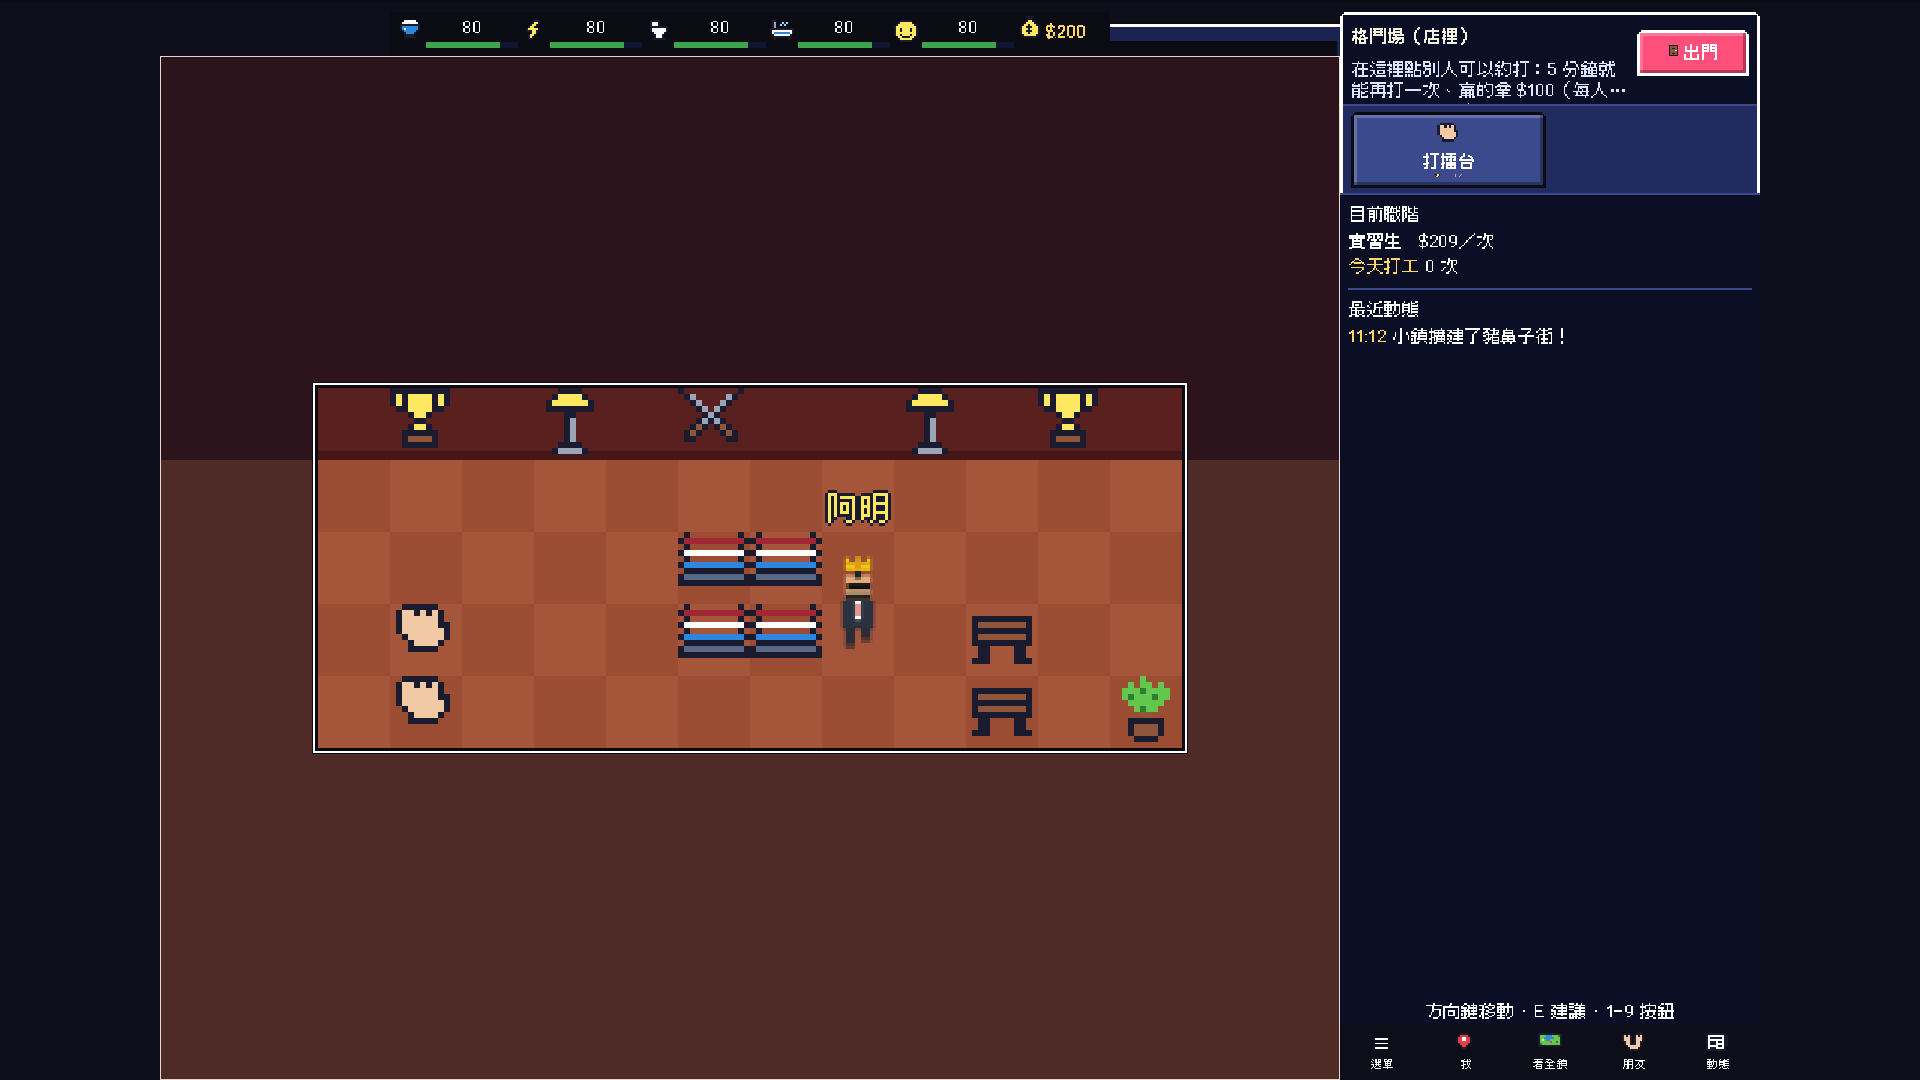 80
80
80
80
80
$200
格鬥場（店裡）
出門
在這裡點別人可以約打：5 分鐘就
能再打一次、贏的拿 $100（每人…
打擂台
目前職階
實習生 $209／次
今天打工 0 次
最近動態
11:12 小鎮擴建了豬鼻子街！
阿明
方向鍵移動 · E 建議 · 1-9 按鈕
選單
我
看全鎮
朋友
動態